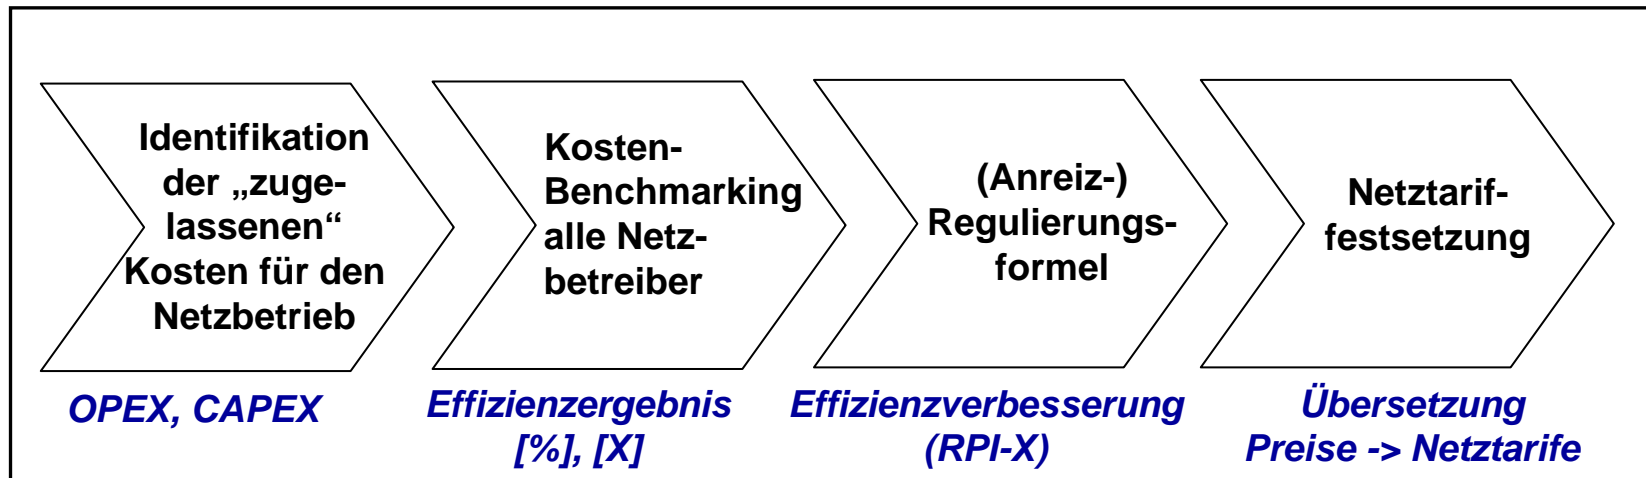 Identifikation
der „zuge-
lassenen“
Kosten für den
Netzbetrieb
OPEX, CAPEX
Kosten-
Benchmarking
alle Netz-
betreiber
Effizienzergebnis
[%], [X]
(Anreiz-)
Regulierungs-
formel
Effizienzverbesserung
(RPI-X)
Netztarif-
festsetzung
Übersetzung
Preise -> Netztarife